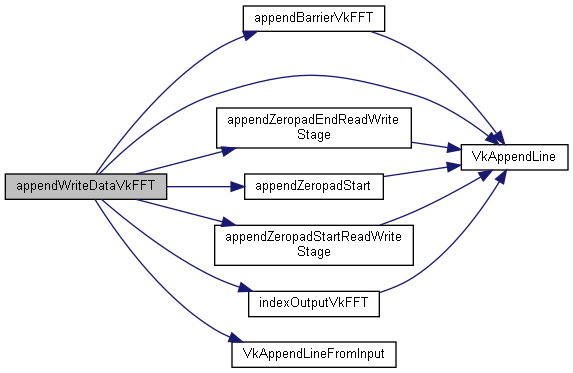 appendBarrierVkFFT
appendZeropadEndReadWrite
Stage
VkAppendLine
appendWriteDataVkFFT
appendZeropadStart
appendZeropadStartReadWrite
Stage
indexOutputVkFFT
VkAppendLineFromInput